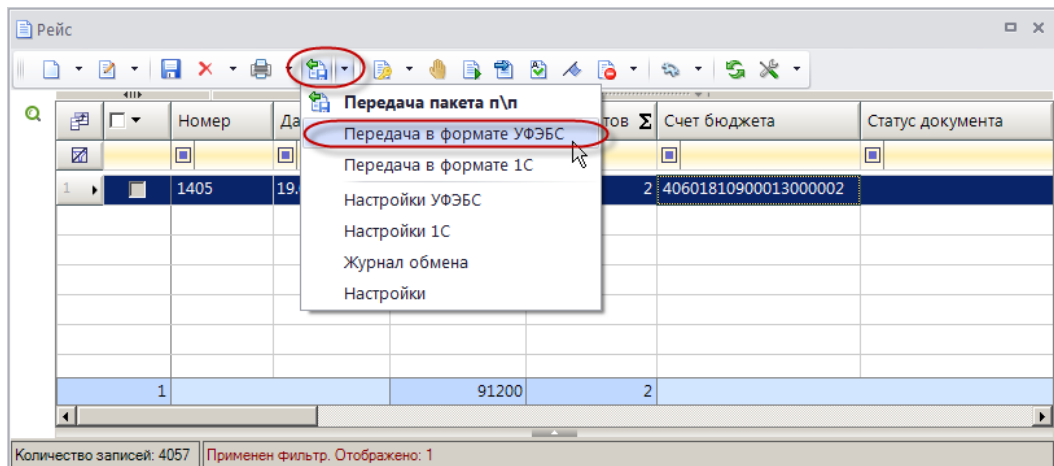 Рейс
Передача пакета п\п
Номер
Да
тов Σ
Счет бюджета
Статус документа
Передача в формате УФЭБС
Передача в формате 1С
1
1405
19.
2
40601810900013000002
Настройки УФЭБС
Настройки 1С
Журнал обмена
Настройки
1
91200
2
Количество записей: 4057
Применен фильтр. Отображено: 1